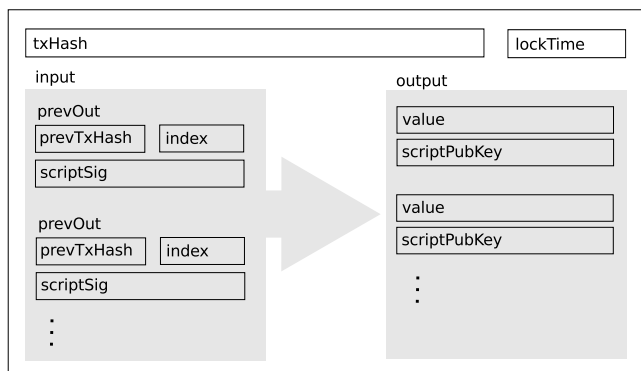 txHash
lockTime
input
prevOut
prevTxHash
index
scriptSig
prevOut
prevTxHash
index
scriptSig
output
value
scriptPubKey
value
scriptPubKey